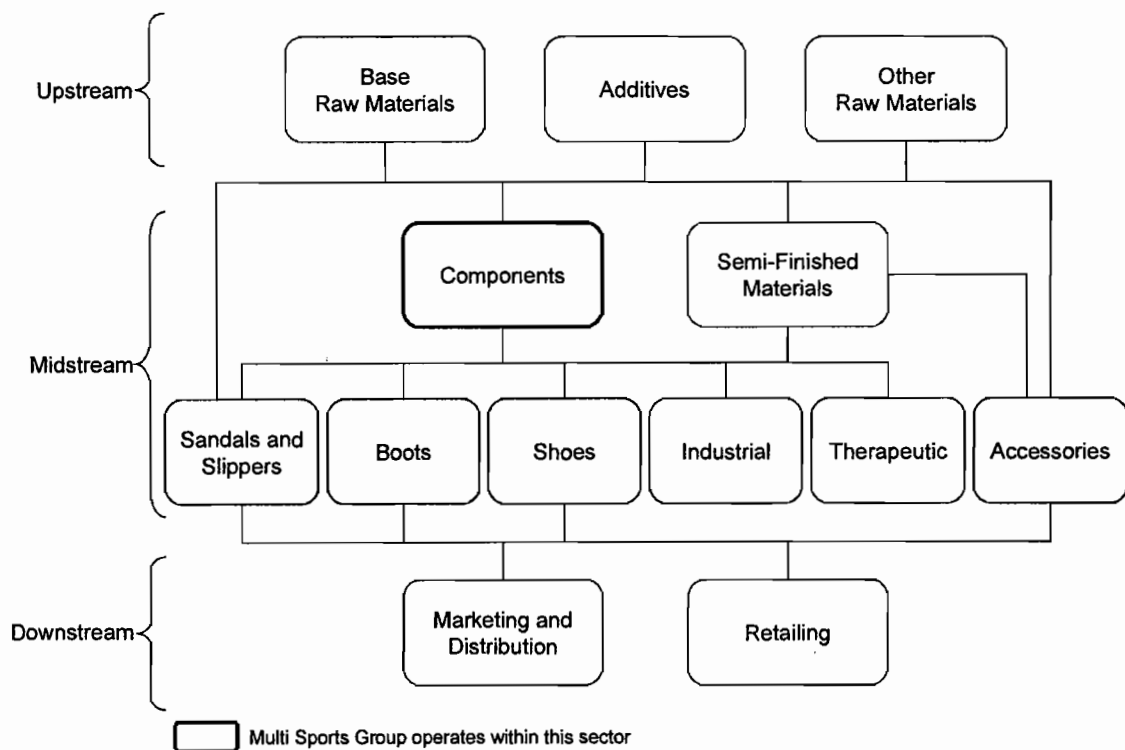 Upstream
Base
Raw Materials
Additives
Other
Raw Materials
Midstream
Components
Semi-Finished
Materials
Sandals and
Slippers
Boots
Shoes
Industrial
Therapeutic
Accessories
Downstream
Marketing and
Distribution
Retailing
Multi Sports Group operates within this sector